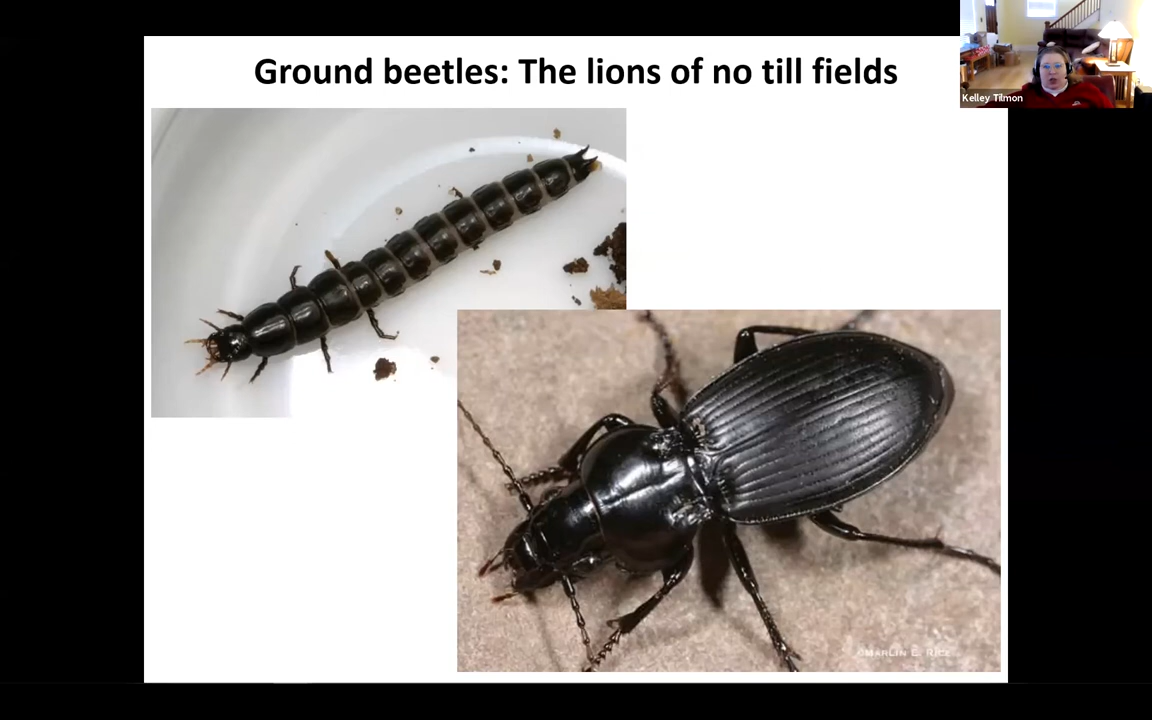 Ground beetles: The lions of no till fields
Kelley Tilmon
©MARLIN E. RICE